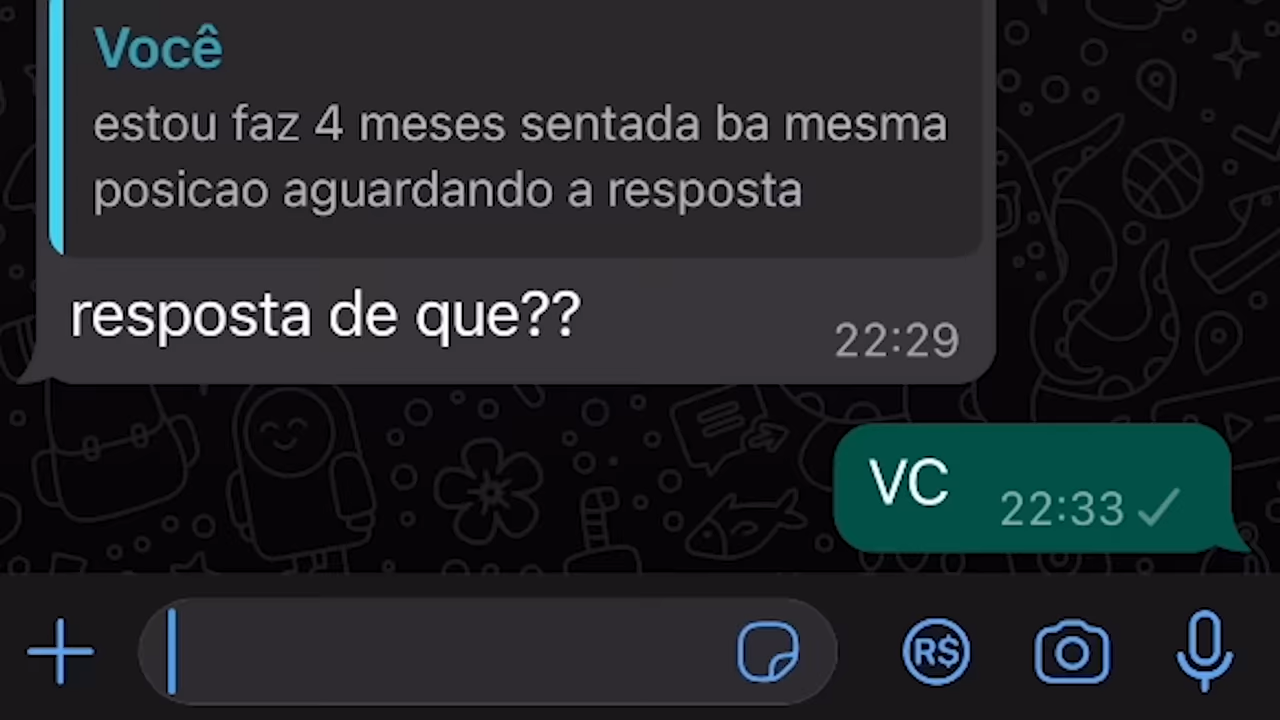 Você
estou faz 4 meses sentada ba mesma
posicao aguardando a resposta
resposta de que??
22:29
VC 22:33
R$